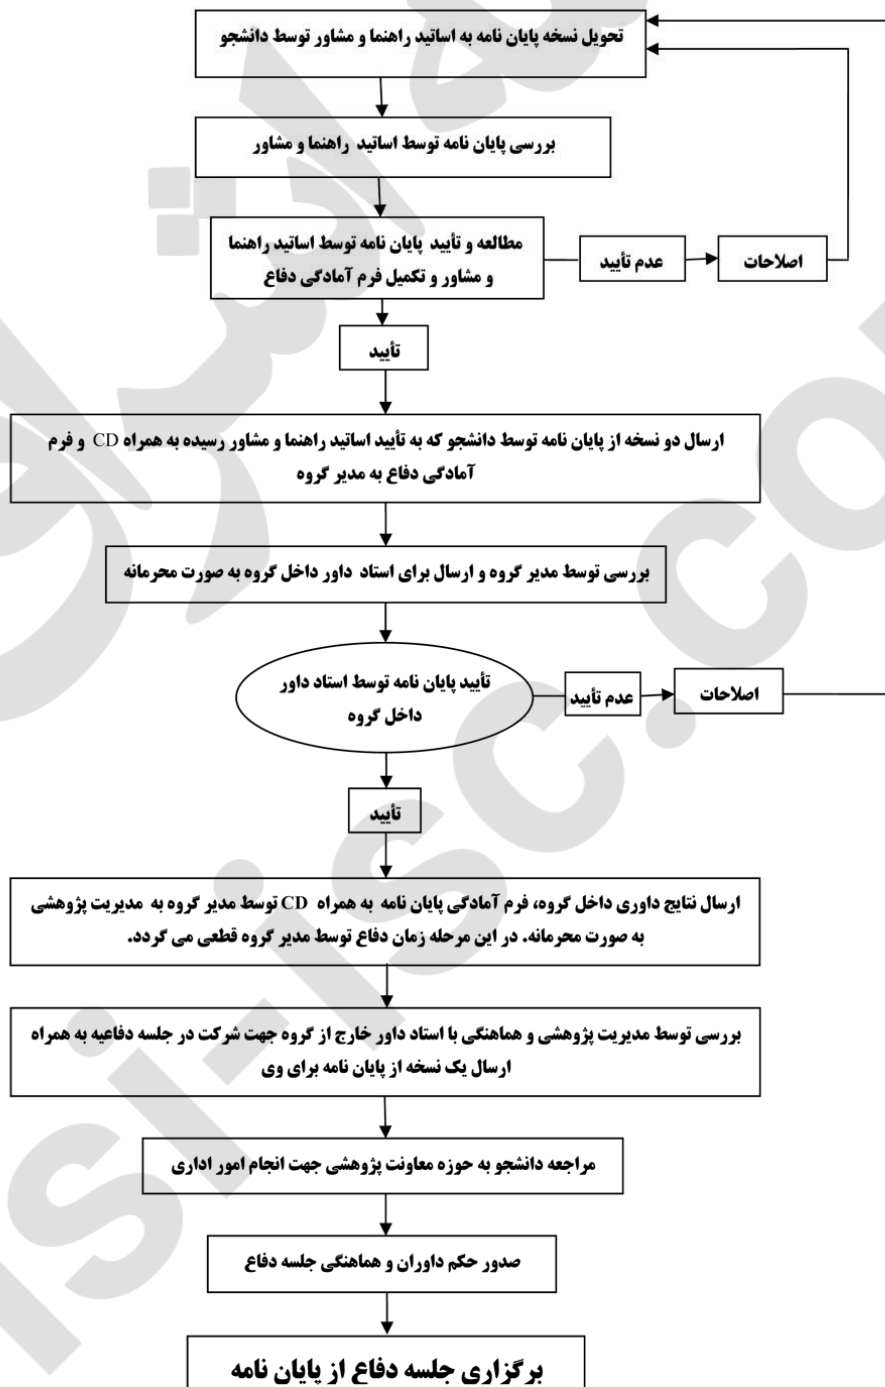 تحویل نسخه پایان نامه به اساتید راهنما و مشاور توسط دانشجو
بررسی پایان نامه توسط اساتید راهنما و مشاور
مطالعه و تأیید پایان نامه توسط اساتید راهنما
و مشاور و تکمیل فرم آمادگی دفاع
عدم تأیید
اصلاحات
تأیید
ارسال دو نسخه از پایان نامه توسط دانشجو که به تأیید اساتید راهنما و مشاور رسیده به همراه CD و فرم
آمادگی دفاع به مدیر گروه
بررسی توسط مدیر گروه و ارسال برای استاد داور داخل گروه به صورت محرمانه
تأیید پایان نامه توسط استاد داور
داخل گروه
عدم تأیید
اصلاحات
تأیید
ارسال نتایج داوری داخل گروه، فرم آمادگی پایان نامه به همراه CD توسط مدیر گروه به مدیریت پژوهشی
به صورت محرمانه. در این مرحله زمان دفاع توسط مدیر گروه قطعی می گردد.
بررسی توسط مدیریت پژوهشی و هماهنگی با استاد داور خارج از گروه جهت شرکت در جلسه دفاعیه به همراه
ارسال یک نسخه از پایان نامه برای وی
مراجعه دانشجو به حوزه معاونت پژوهشی جهت انجام امور اداری
صدور حکم داوران و هماهنگی جلسه دفاع
برگزاری جلسه دفاع از پایان نامه
isi-isc.co